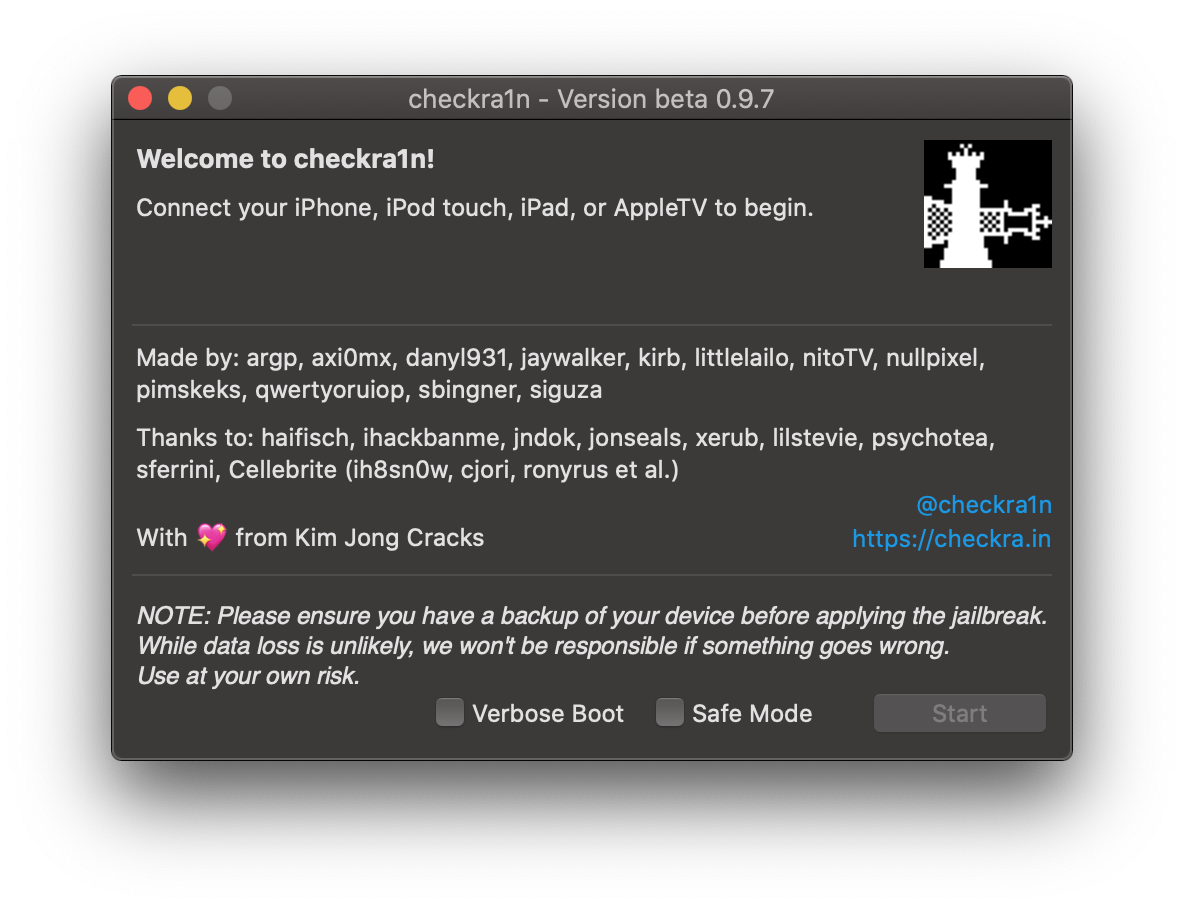 checkra1n - Version beta 0.9.7
Welcome to checkra1n!
Connect your iPhone, iPod touch, iPad, or AppleTV to begin.
Made by: argp, axi0mx, danyl931, jaywalker, kirb, littlelailo, nitoTV, nullpixel,
pimskeks, qwertyoruiop, sbingner, siguza
Thanks to: haifisch, ihackbanme, jndok, jonseals, xerub, lilstevie, psychotea,
sferrini, Cellebrite (ih8sn0w, cjori, ronyrus et al.)
@checkra1n
With 💖 from Kim Jong Cracks
https://checkra.in
NOTE: Please ensure you have a backup of your device before applying the jailbreak.
While data loss is unlikely, we won't be responsible if something goes wrong.
Use at your own risk.
Verbose Boot
Safe Mode
Start